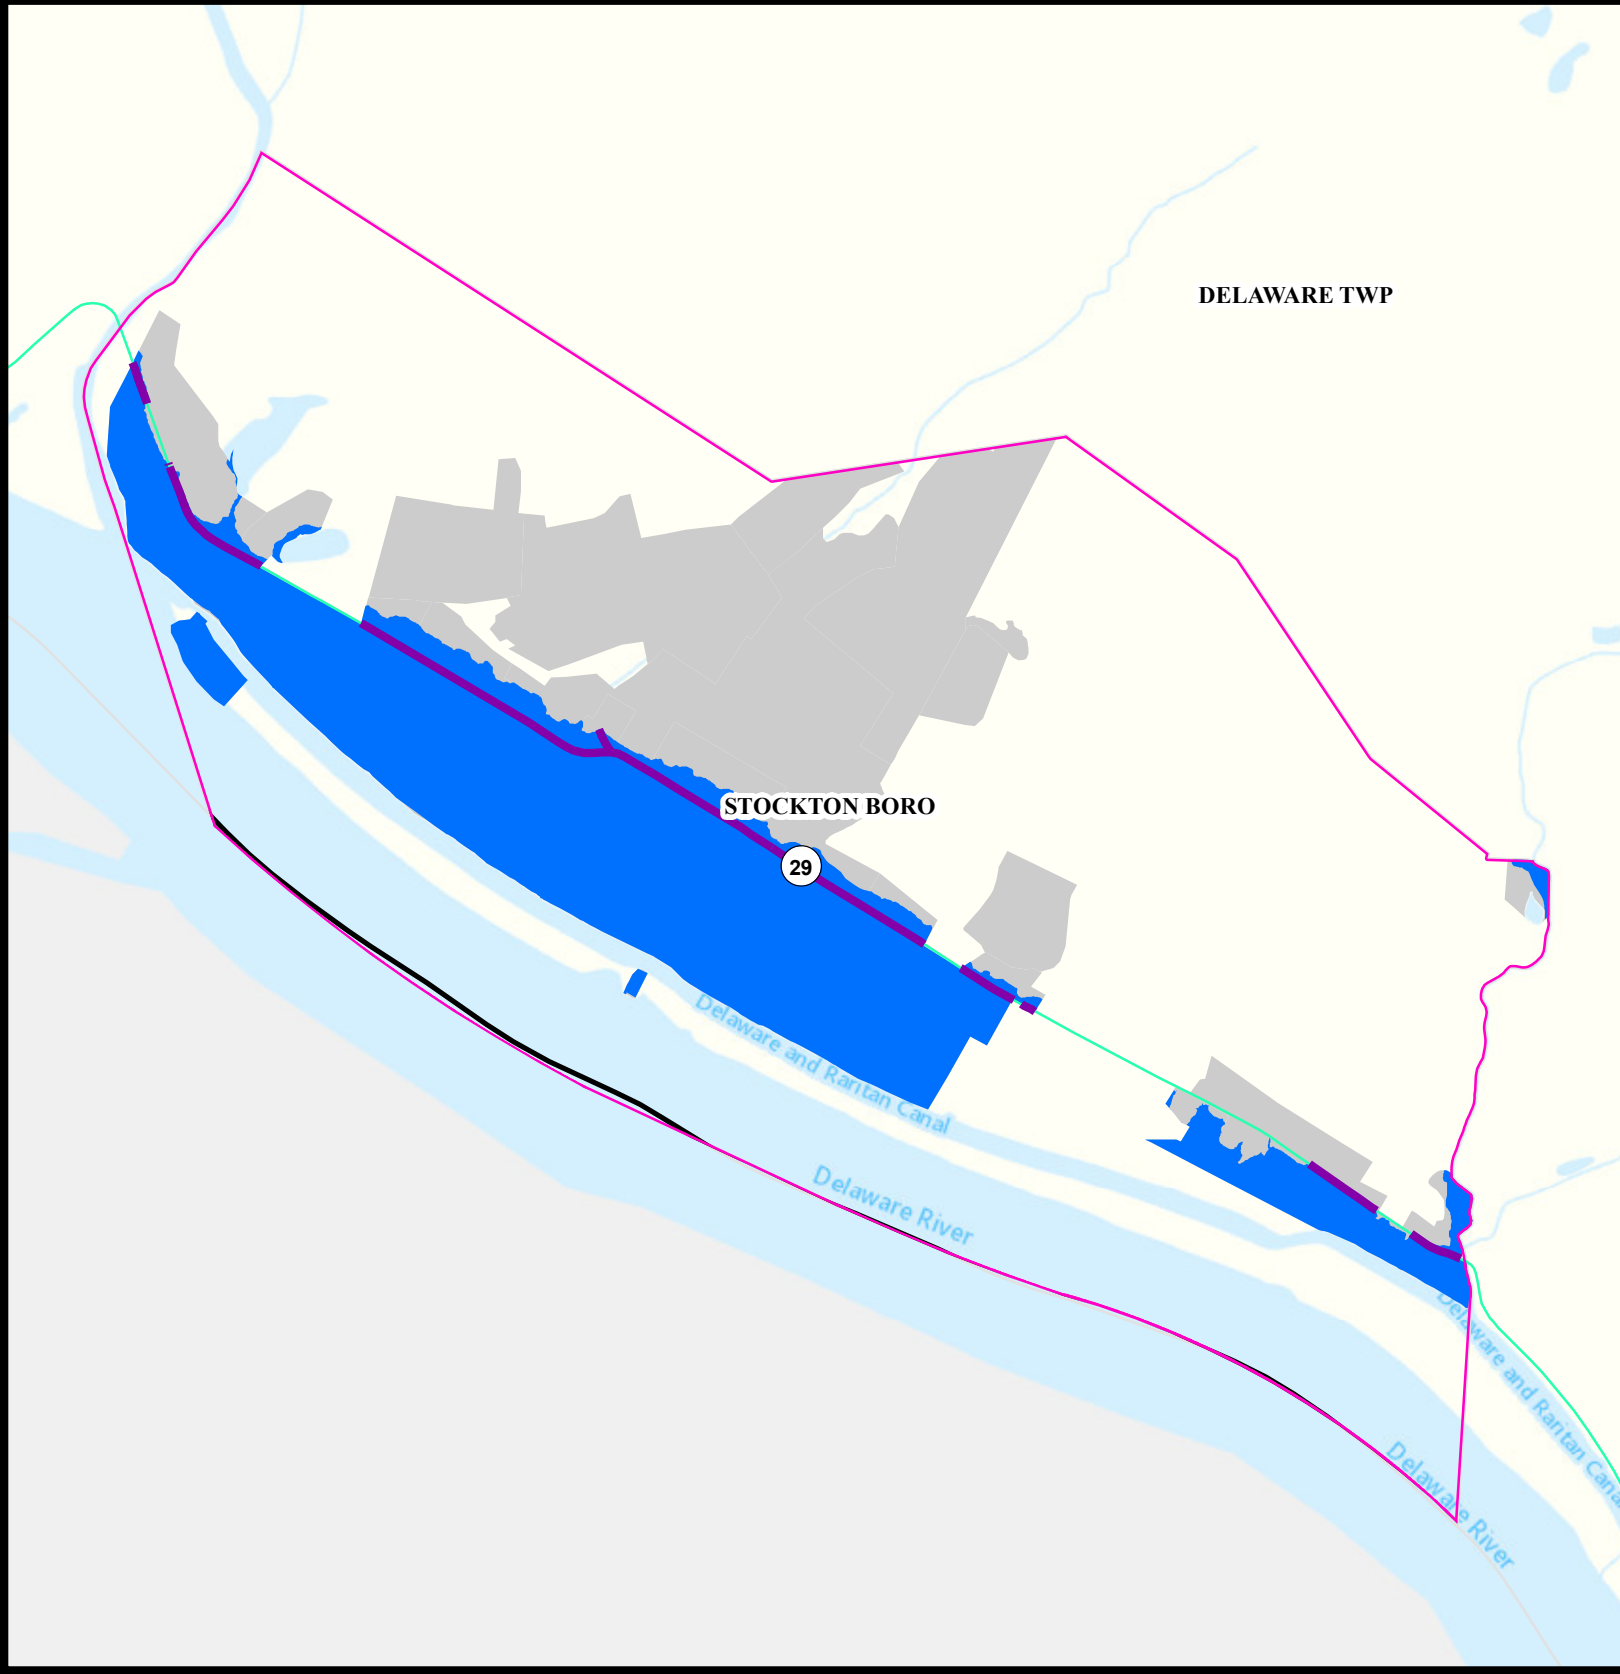 DELAWARE TWP
STOCKTON BORO
29
Delaware and Raritan Canal
Delaware River
Delaware and Raritan Canal
Delaware River